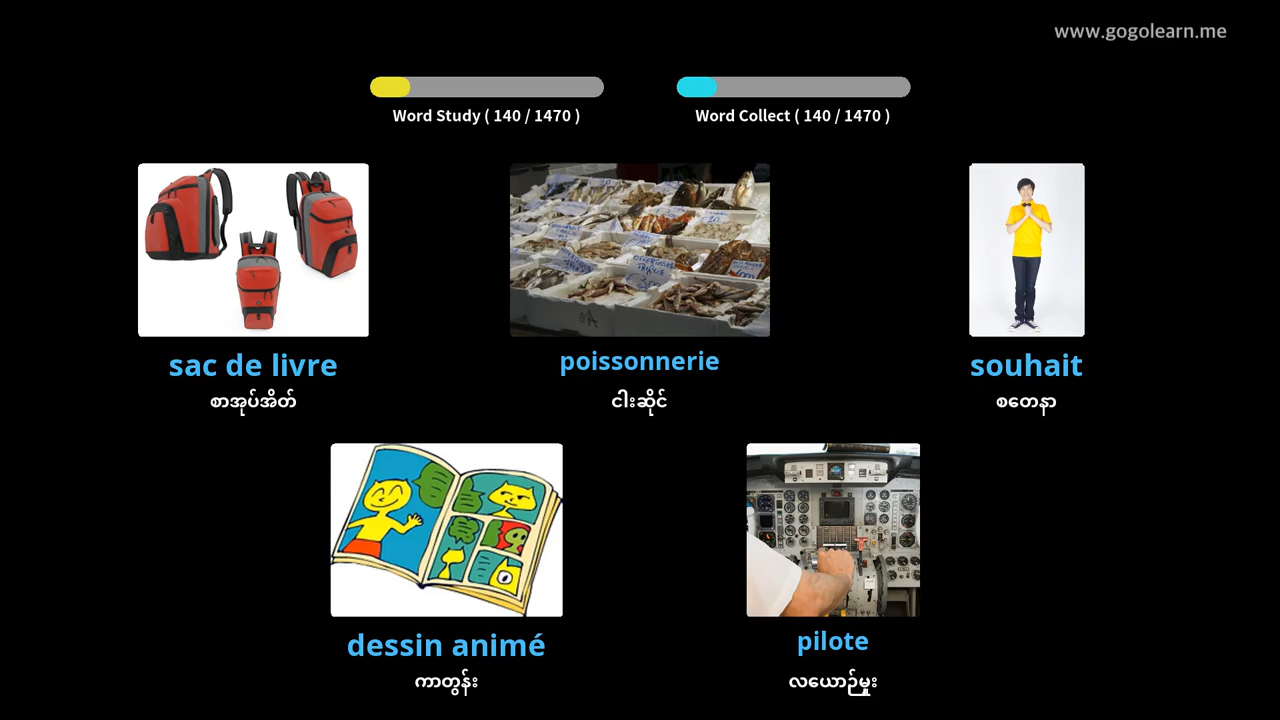 www.gogolearn.me
Word Study ( 140 / 1470 )
Word Collect ( 140 / 1470 )
sac de livre
poissonnerie
souhait
စာအုပ်အိတ်
ငါးဆိုင်
စေတနာ
dessin animé
pilote
ကာတွန်း
လေယာဉ်မှူး